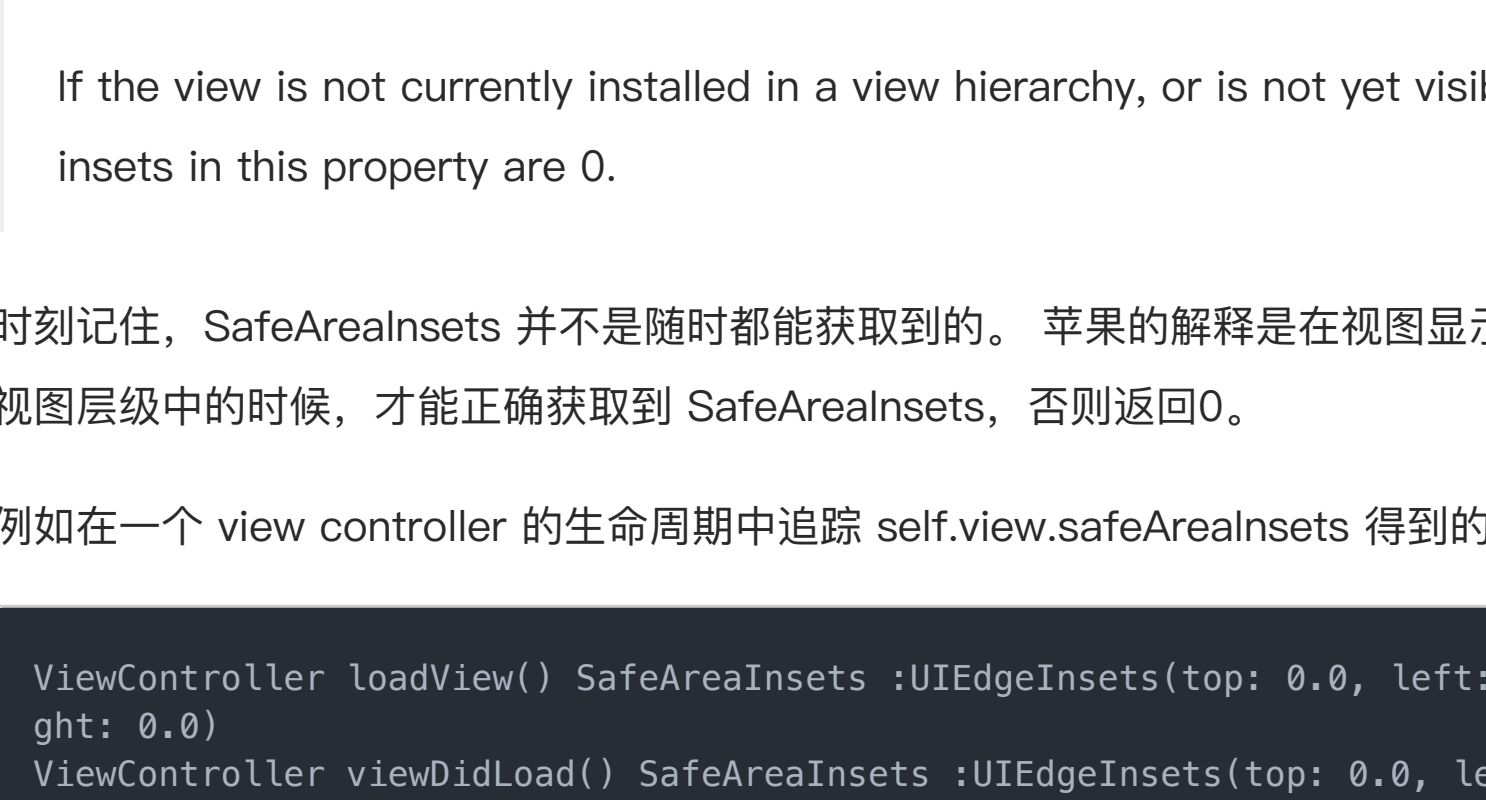 If the view is not currently installed in a view hierarchy, or is not yet
insets in this property are 0.
时刻记住，SafeAreaInsets 并不是随时都能获取到的。 苹果的解释是在视图显示
视图层级中的时候，才能正确获取到 SafeAreaInsets，否则返回0。
例如在一个 view controller 的生命周期中追踪 self.view.safeAreaInsets 得到的
ViewController loadView() SafeAreaInsets :UIEdgeInsets(top: 0.0, left:
ght: 0.0)
ViewController viewDidLoad() SafeAreaInsets :UIEdgeInsets(top: 0.0, le